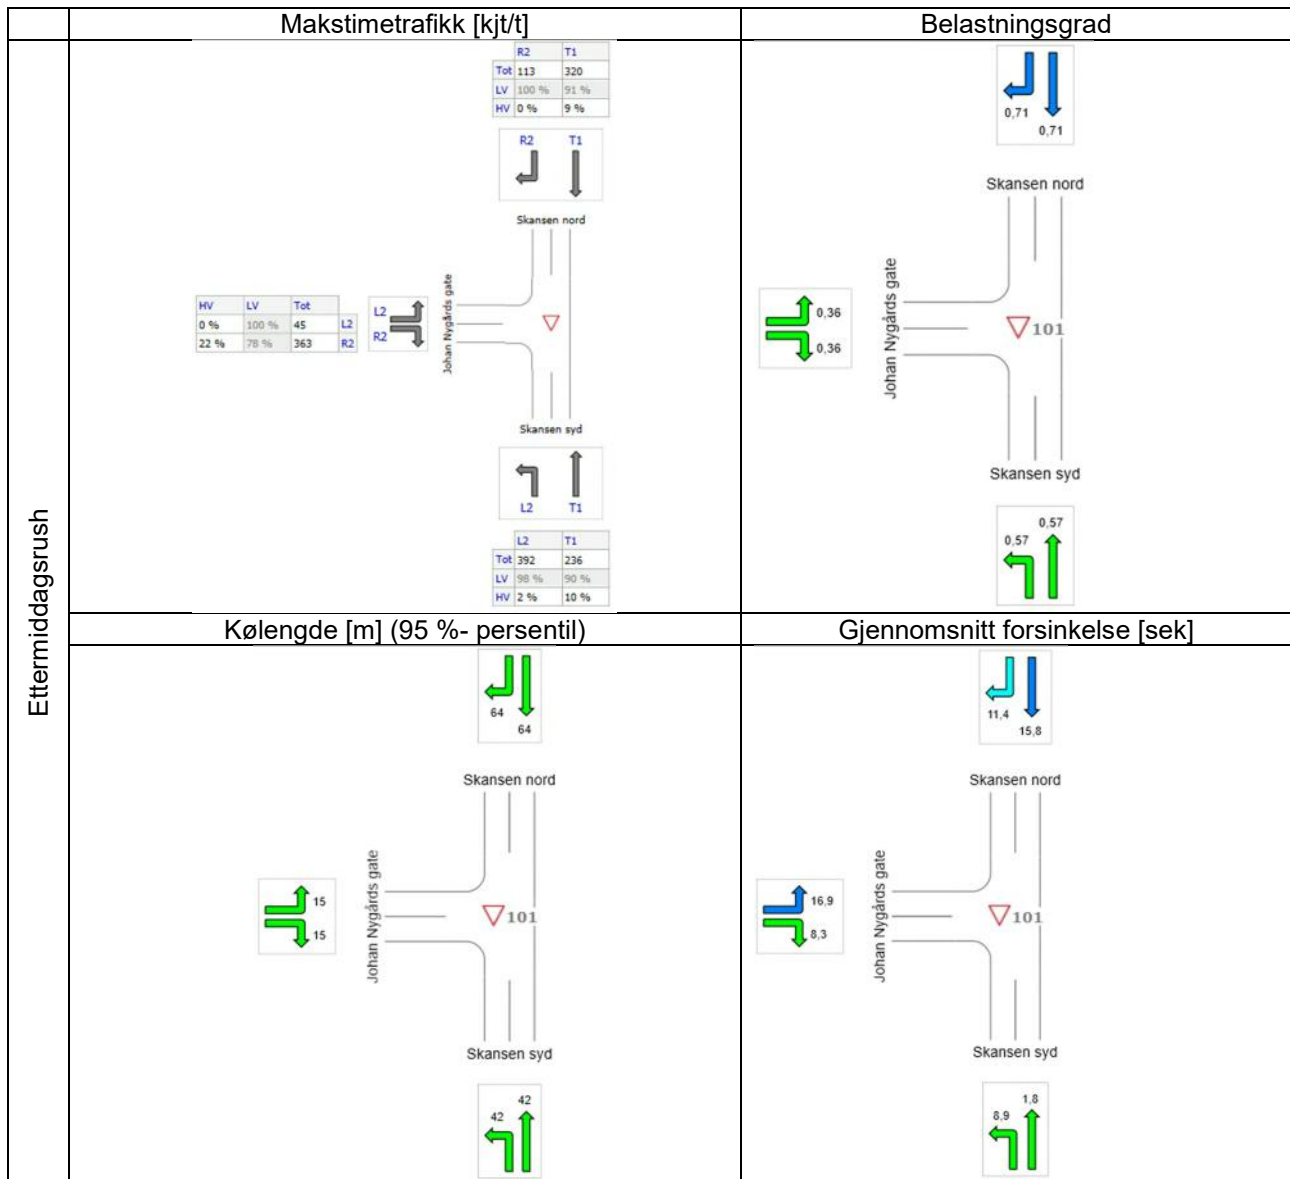 Makstimetrafikk [kjt/t]
Belastningsgrad
Ettermiddagsrush
R2 T1
Tot 113 320
LV 100 % 91 %
HV 0 % 9 %
R2 T1
Skansen nord
HV LV Tot
0 % 100 % 45 L2
22 % 78 % 363 R2
L2
R2
Johan Nygårds gate
Skansen syd
L2 T1
L2 T1
Tot 392 236
LV 98 % 90 %
HV 2 % 10 %
0,71
0,71
Skansen nord
0,36
0,36
Johan Nygårds gate
101
Skansen syd
0,57
0,57
Kølengde [m] (95 %- persentil)
Gjennomsnitt forsinkelse [sek]
64
64
Skansen nord
15
15
Johan Nygårds gate
101
Skansen syd
42
42
11,4
15,8
Skansen nord
16,9
8,3
Johan Nygårds gate
101
Skansen syd
1,8
8,9